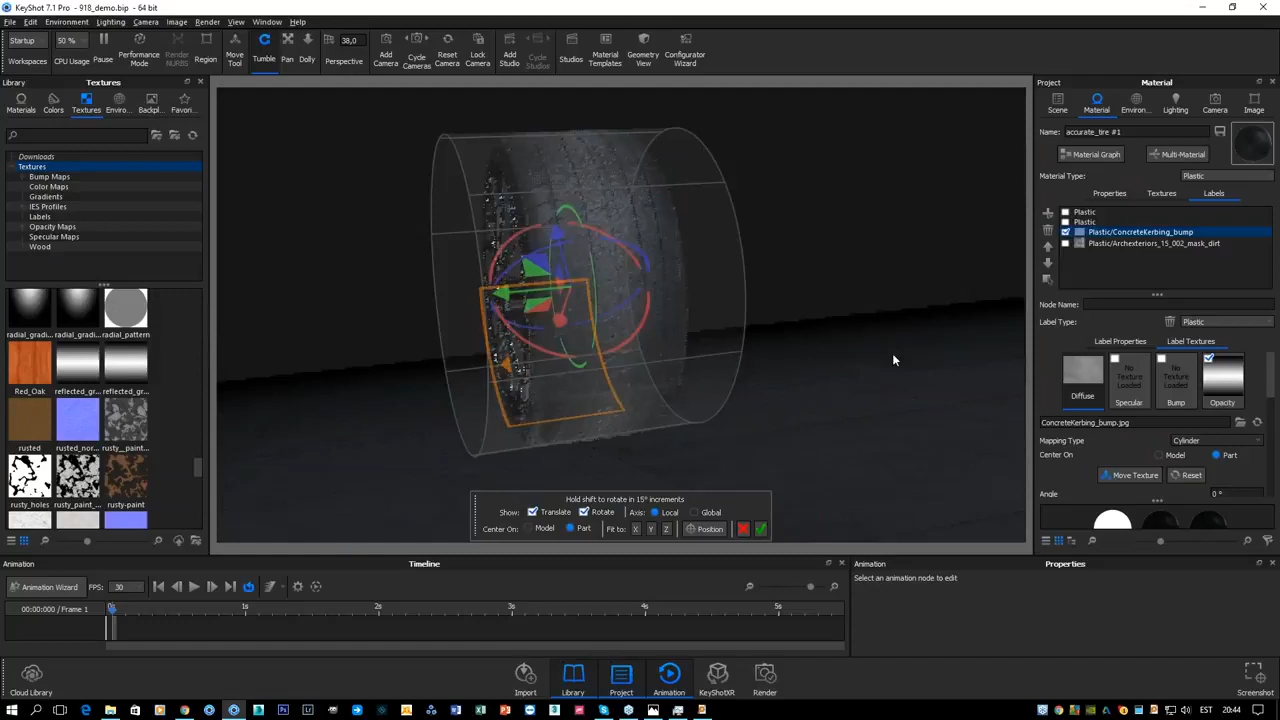 KeyShot 7.1 Pro - 918_demo.bip - 64 bit
File Edit Environment Lighting Camera Image Render View Window Help
Startup 50 % 38,0
Workspaces CPU Usage Pause Performance Mode Render NURBS Region Move Tool Tumble Pan Dolly Perspective Add Camera Cycle Cameras Reset Camera Lock Camera Add Studio Cycle Studios Studios Material Templates Geometry View Configurator Wizard
Library Textures
Materials Colors Textures Enviro... Backpl... Favori...
Downloads
Textures
Bump Maps
Color Maps
Gradients
IES Profiles
Labels
Opacity Maps
Specular Maps
Wood
radial_gradi... radial_gradi... radial_pattern
Red_Oak reflected_gr... reflected_gr...
rusted rusted_nor... rusty__paint...
rusty_holes rusty_paint_... rusty-paint
Hold shift to rotate in 15° increments
Show: Translate Rotate Axis: Local Global
Center On: Model Part Fit to: X Y Z Position
Project Material
Scene Material Environ... Lighting Camera Image
Name: accurate_tire #1
Material Graph Multi-Material
Material Type: Plastic
Properties Textures Labels
Plastic
Plastic
Plastic/ConcreteKerbing_bump
Plastic/Archexteriors_15_002_mask_dirt
Node Name:
Label Type: Plastic
Label Properties Label Textures
No Texture Loaded No Texture Loaded
Diffuse Specular Bump Opacity
ConcreteKerbing_bump.jpg
Mapping Type Cylinder
Center On Model Part
Move Texture Reset
Angle 0 °
Animation Timeline
Animation Wizard FPS: 30
00:00:000 / Frame 1 0s 1s 2s 3s 4s 5s
Animation Properties
Select an animation node to edit
Cloud Library Import Library Project Animation KeyShotXR Render Screenshot
EST 20:44